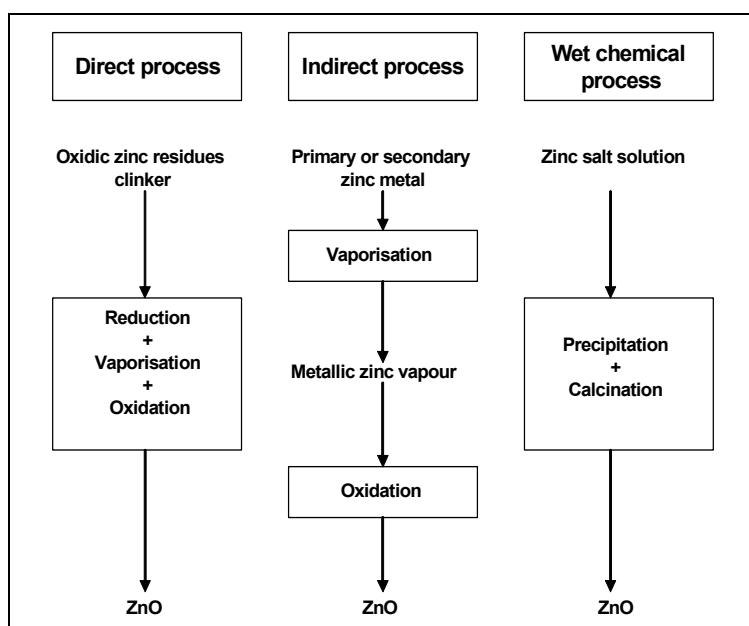 Direct process
Indirect process
Wet chemical
process
Oxidic zinc residues
clinker
Primary or secondary
zinc metal
Zinc salt solution
Vaporisation
Reduction
+
Vaporisation
+
Oxidation
Metallic zinc vapour
Precipitation
+
Calcination
Oxidation
ZnO
ZnO
ZnO